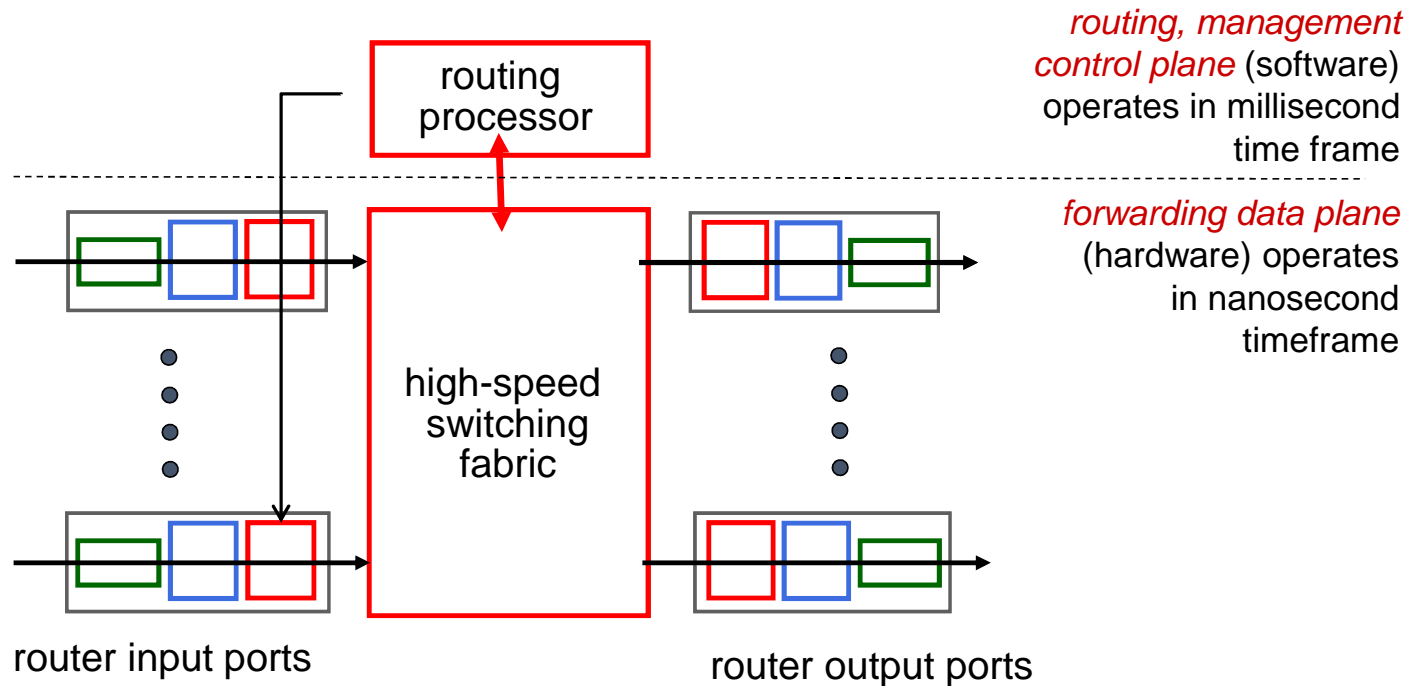 routing, management
control plane (software)
operates in millisecond
time frame
routing
processor
forwarding data plane
(hardware) operates
in nanosecond
timeframe
high-speed
switching
fabric
router input ports
router output ports